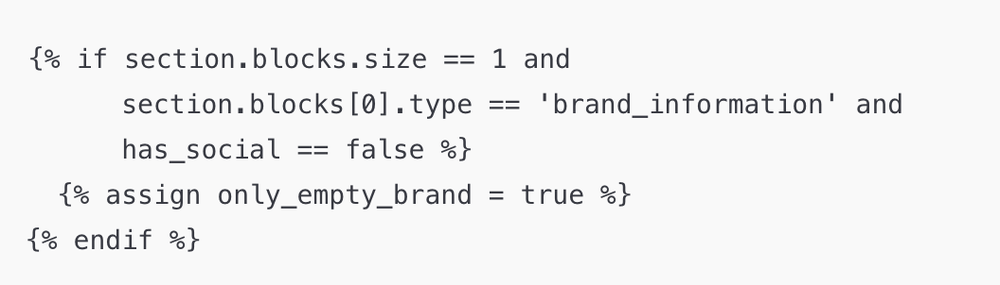 {% if section.blocks.size == 1 and
section.blocks[0].type == 'brand_information' and
has_social == false %}
{% assign only_empty_brand = true %}
{% endif %}